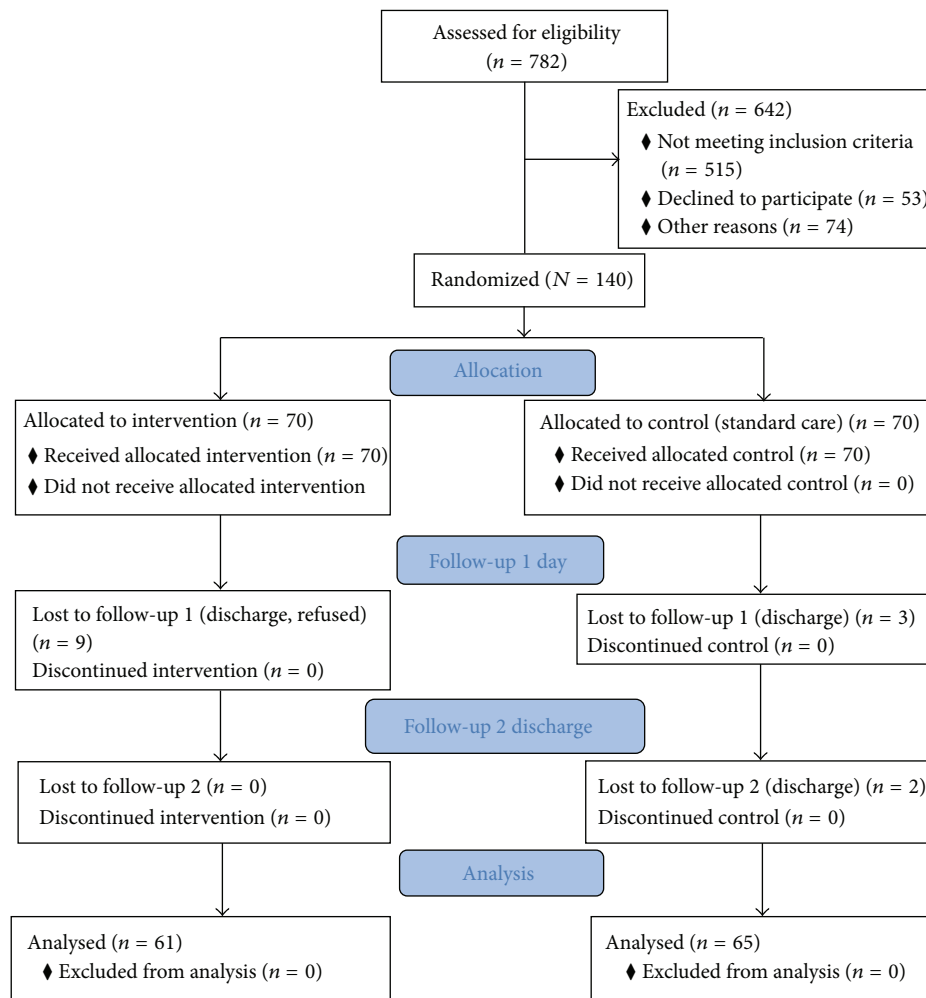 Assessed for eligibility
(n = 782)
Excluded (n = 642)
♦ Not meeting inclusion criteria
(n = 515)
♦ Declined to participate (n = 53)
♦ Other reasons (n = 74)
Randomized (N = 140)
Allocation
Allocated to intervention (n = 70)
♦ Received allocated intervention (n = 70)
♦ Did not receive allocated intervention
Allocated to control (standard care) (n = 70)
♦ Received allocated control (n = 70)
♦ Did not receive allocated control (n = 0)
Follow-up 1 day
Lost to follow-up 1 (discharge, refused)
(n = 9)
Discontinued intervention (n = 0)
Lost to follow-up 1 (discharge) (n = 3)
Discontinued control (n = 0)
Follow-up 2 discharge
Lost to follow-up 2 (n = 0)
Discontinued intervention (n = 0)
Lost to follow-up 2 (discharge) (n = 2)
Discontinued control (n = 0)
Analysis
Analysed (n = 61)
♦ Excluded from analysis (n = 0)
Analysed (n = 65)
♦ Excluded from analysis (n = 0)